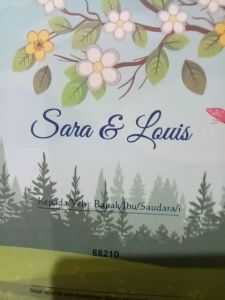 Sara & Louis
Kepada Yth : Bapak/Ibu/Saudara/i
88210